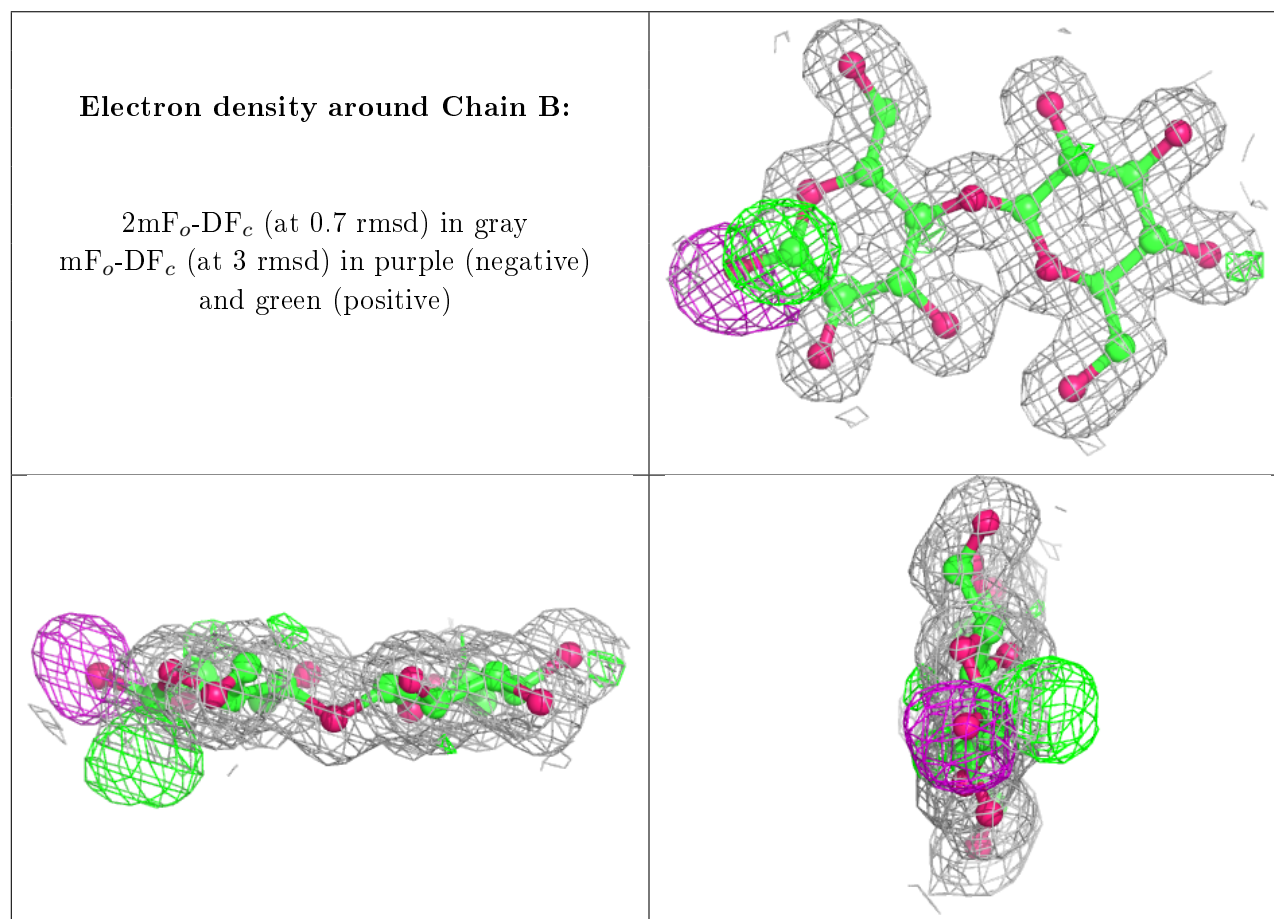 Electron density around Chain B:
2mFo-DFc (at 0.7 rmsd) in gray
mFo-DFc (at 3 rmsd) in purple (negative)
and green (positive)